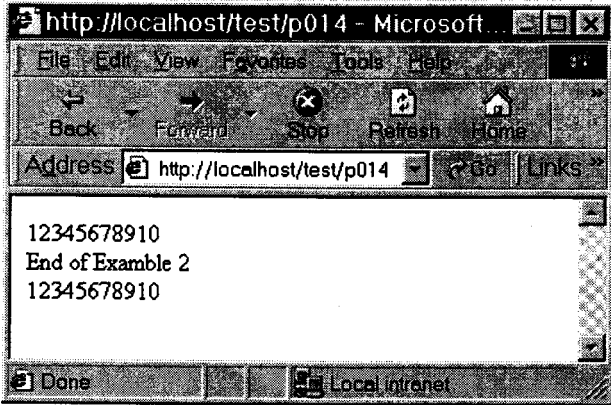 http://localhost/test/p014 - Microsoft...
File Edit View Favorites Tools Help
Back Forward Stop Refresh Home »
Address http://localhost/test/p014 Go Links »
12345678910
End of Examble 2
12345678910
Done Local intranet